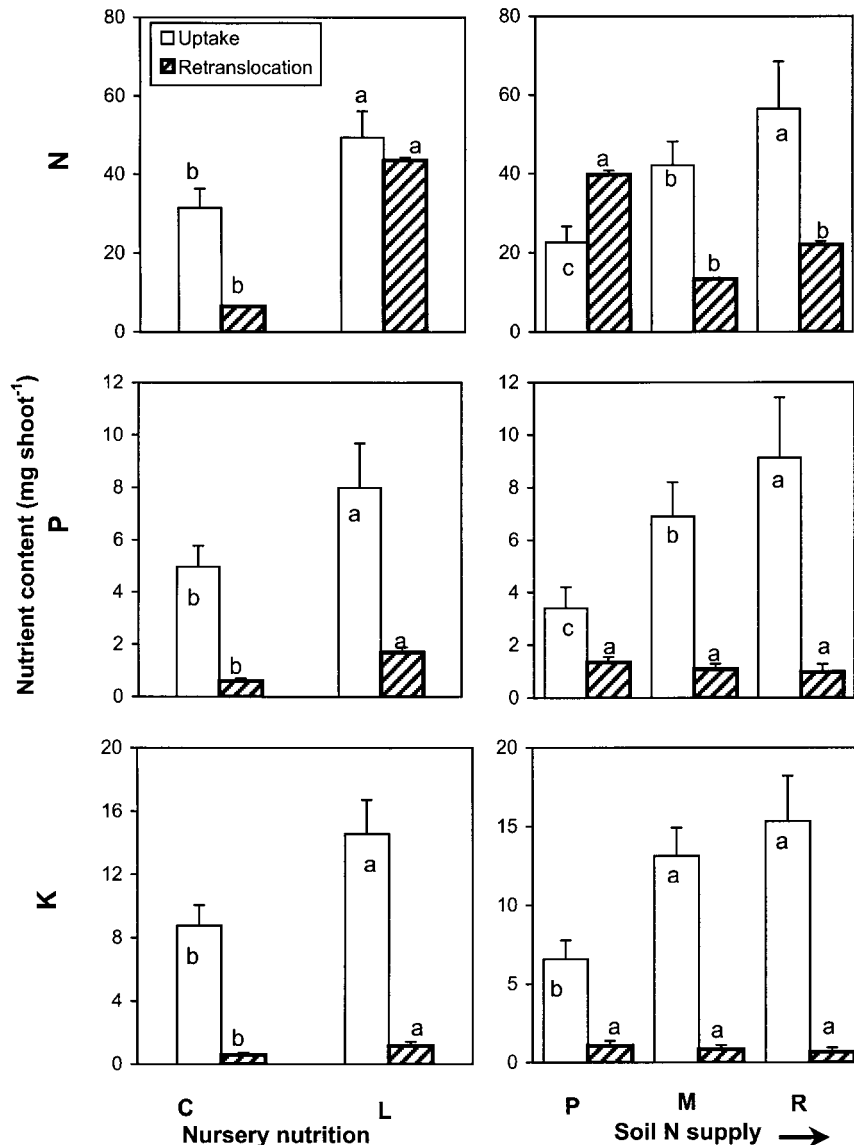 80
60
40
20
0
N
Uptake
Retranslocation
b
b
a
a
80
60
40
20
0
c
a
b
b
a
b
Nutrient content (mg shoot⁻¹)
12
10
8
6
4
2
0
P
b
b
a
a
12
10
8
6
4
2
0
c
a
b
a
a
a
20
16
12
8
4
0
K
b
b
a
a
20
15
10
5
0
b
a
a
a
a
a
C L P M R
Nursery nutrition Soil N supply →